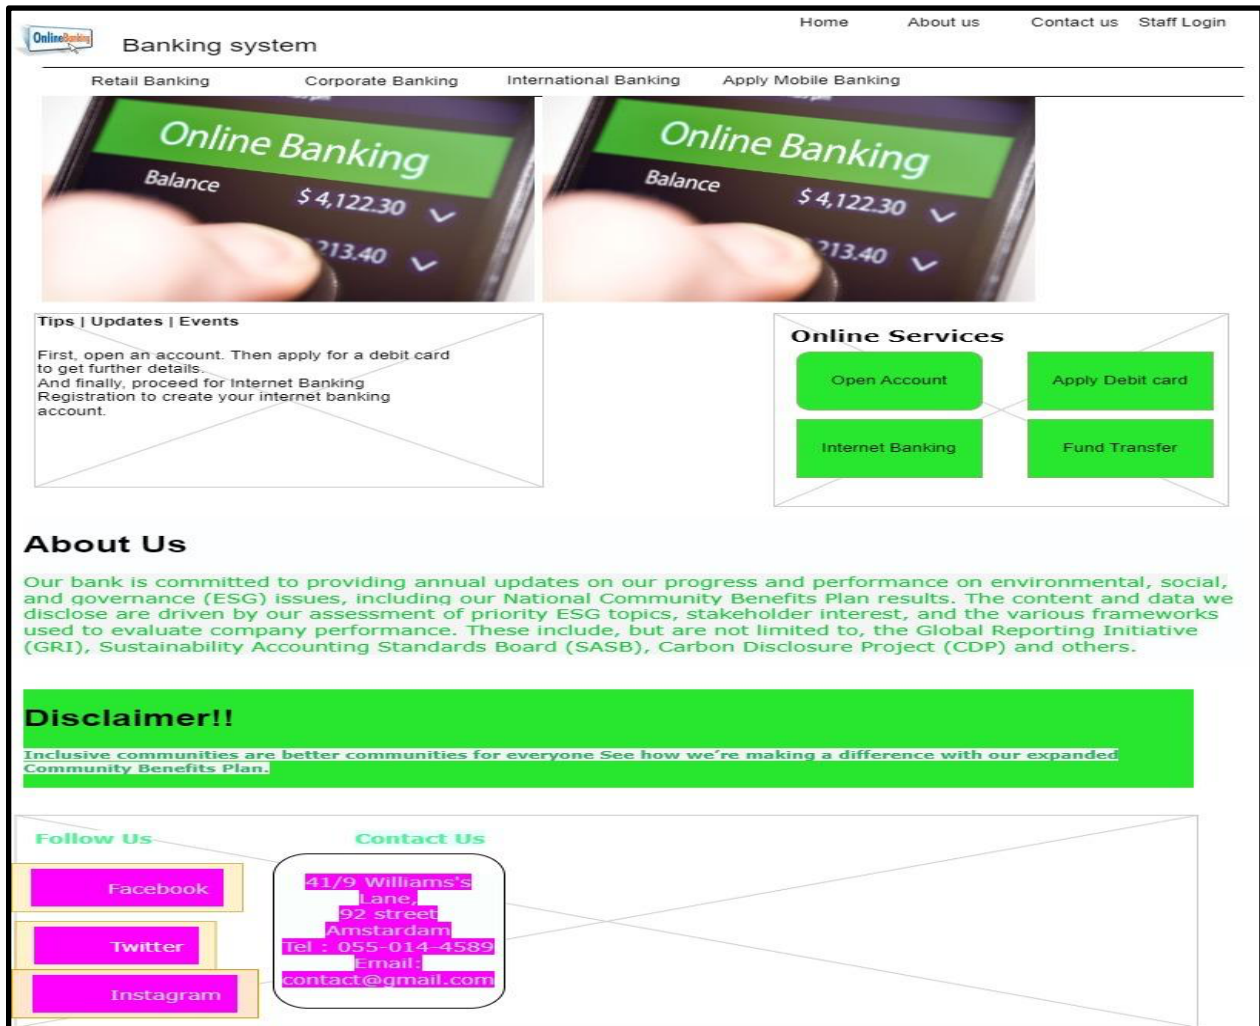 Home About us Contact us Staff Login
OnlineBanking
Banking system
Retail Banking Corporate Banking International Banking Apply Mobile Banking
Online Banking
Balance $ 4,122.30
213.40
Online Banking
Balance $ 4,122.30
213.40
Tips | Updates | Events
First, open an account. Then apply for a debit card
to get further details.
And finally, proceed for Internet Banking
Registration to create your internet banking
account.
Online Services
Open Account Apply Debit card
Internet Banking Fund Transfer
About Us
Our bank is committed to providing annual updates on our progress and performance on environmental, social,
and governance (ESG) issues, including our National Community Benefits Plan results. The content and data we
disclose are driven by our assessment of priority ESG topics, stakeholder interest, and the various frameworks
used to evaluate company performance. These include, but are not limited to, the Global Reporting Initiative
(GRI), Sustainability Accounting Standards Board (SASB), Carbon Disclosure Project (CDP) and others.
Disclaimer!!
Inclusive communities are better communities for everyone See how we're making a difference with our expanded
Community Benefits Plan.
Follow Us
Facebook
Twitter
Instagram
Contact Us
41/9 Williams's
Lane,
92 street
Amstardam
Tel : 055-014-4589
Email:
contact@gmail.com